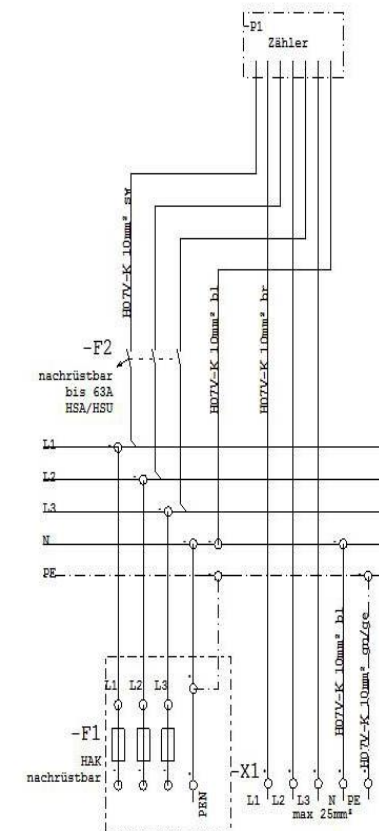 -P1
Zähler
H07V-K 10mm² sw
H07V-K 10mm² bl
H07V-K 10mm² br
-F2
nachrüstbar
bis 63A
HSA/HSU
L1
L2
L3
N
PE
H07V-K 10mm² bl
H07V-K 10mm² gn/ge
L1 L2 L3
-F1
HAK
nachrüstbar
PEN
-X1
L1 L2 L3 N PE
max 25mm²